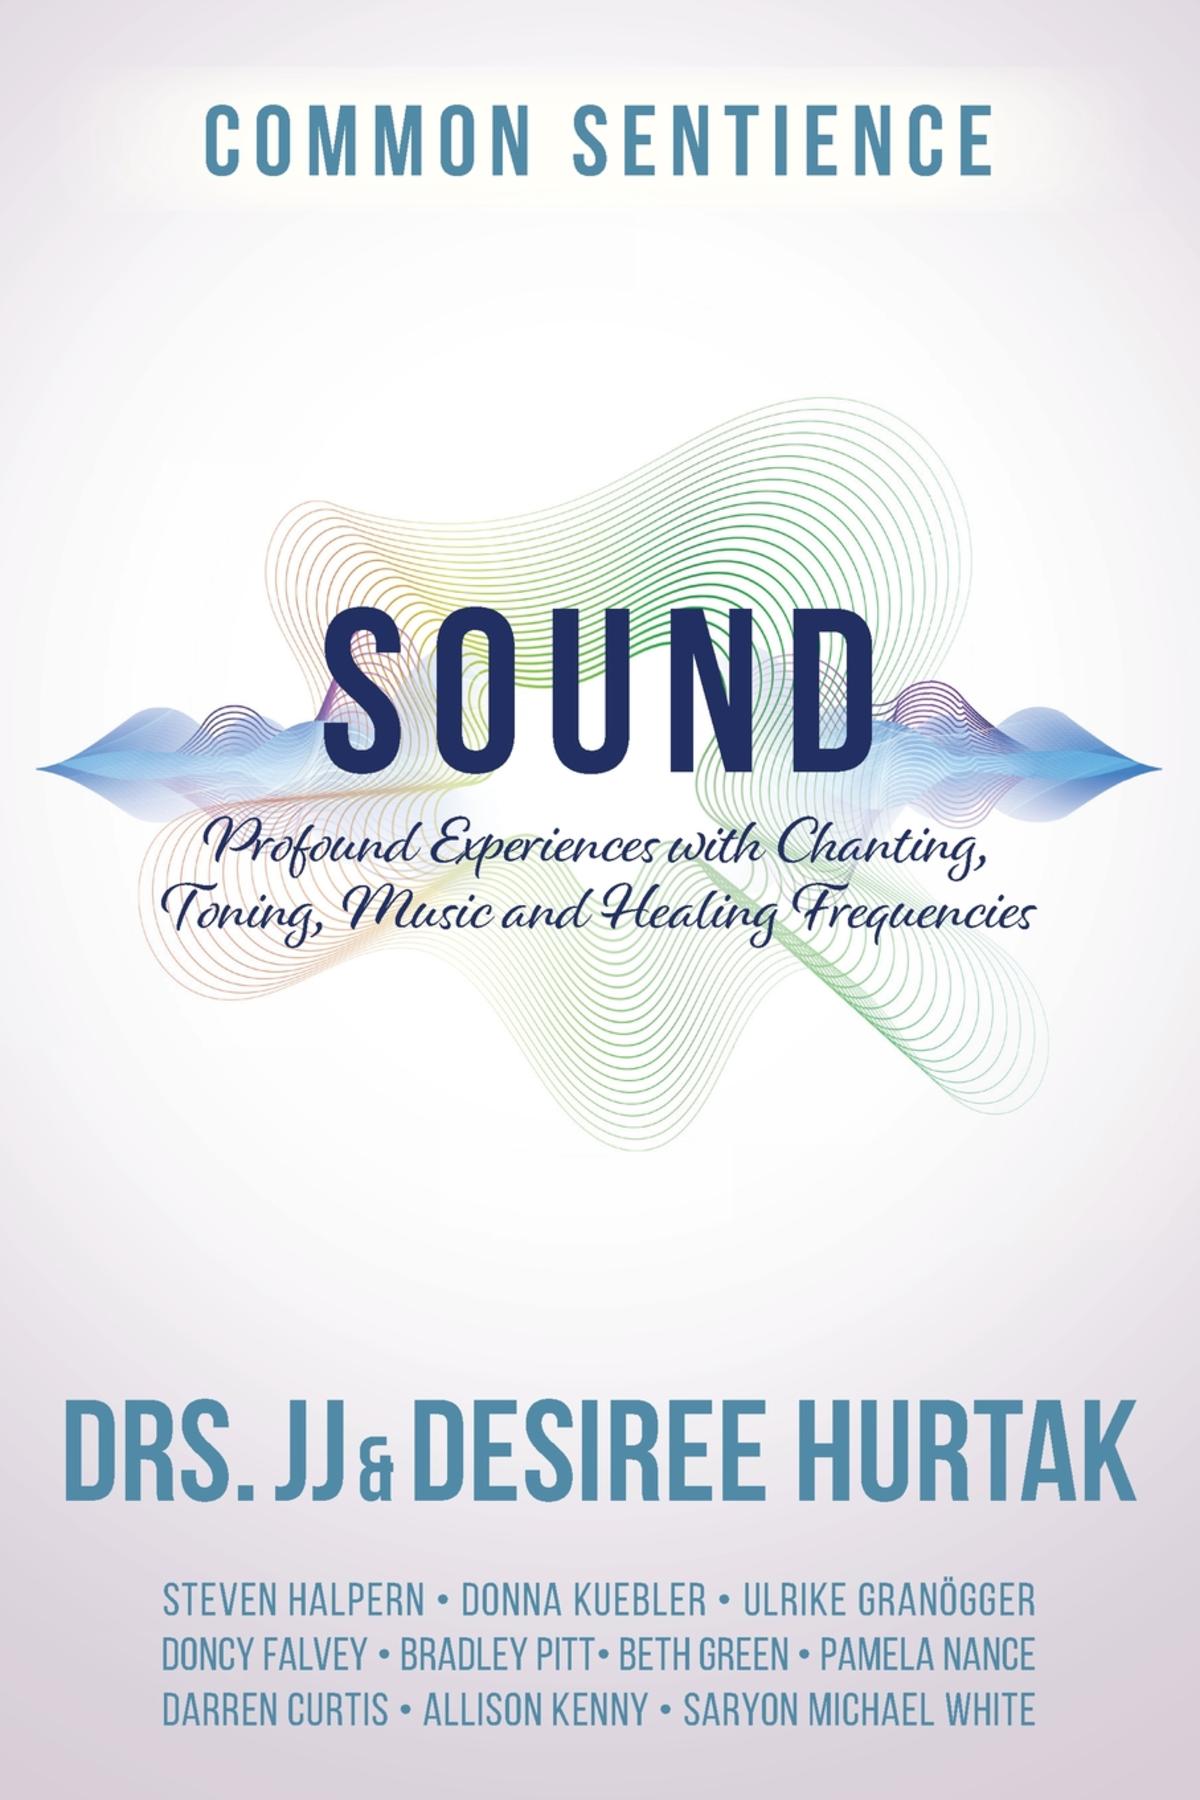 COMMON SENTIENCE
SOUND
Profound Experiences with Chanting,
Toning, Music and Healing Frequencies
DRS. JJ & DESIREE HURTAK
STEVEN HALPERN • DONNA KUEBLER • ULRIKE GRANÖGGER
DONCY FALVEY • BRADLEY PITT • BETH GREEN • PAMELA NANCE
DARREN CURTIS • ALLISON KENNY • SARYON MICHAEL WHITE